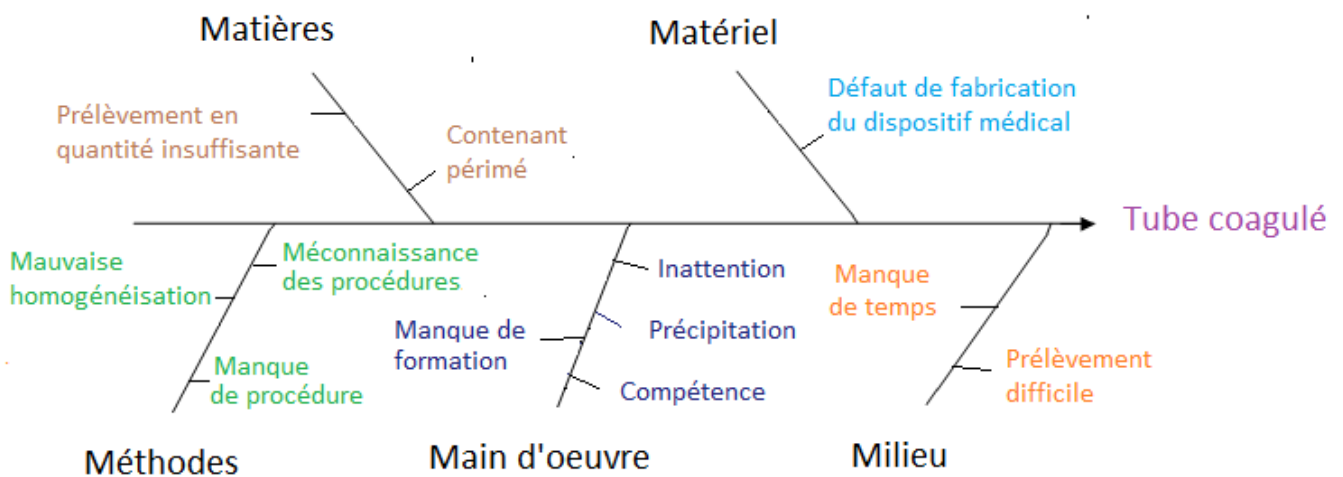 Matières
Matériel
Prélèvement en
quantité insuffisante
Contenant
périmé
Défaut de fabrication
du dispositif médical
Tube coagulé
Mauvaise
homogénéisation
Méconnaissance
des procédures
Manque
de procédure
Inattention
Manque de
formation
Précipitation
Compétence
Manque
de temps
Prélèvement
difficile
Méthodes
Main d'oeuvre
Milieu